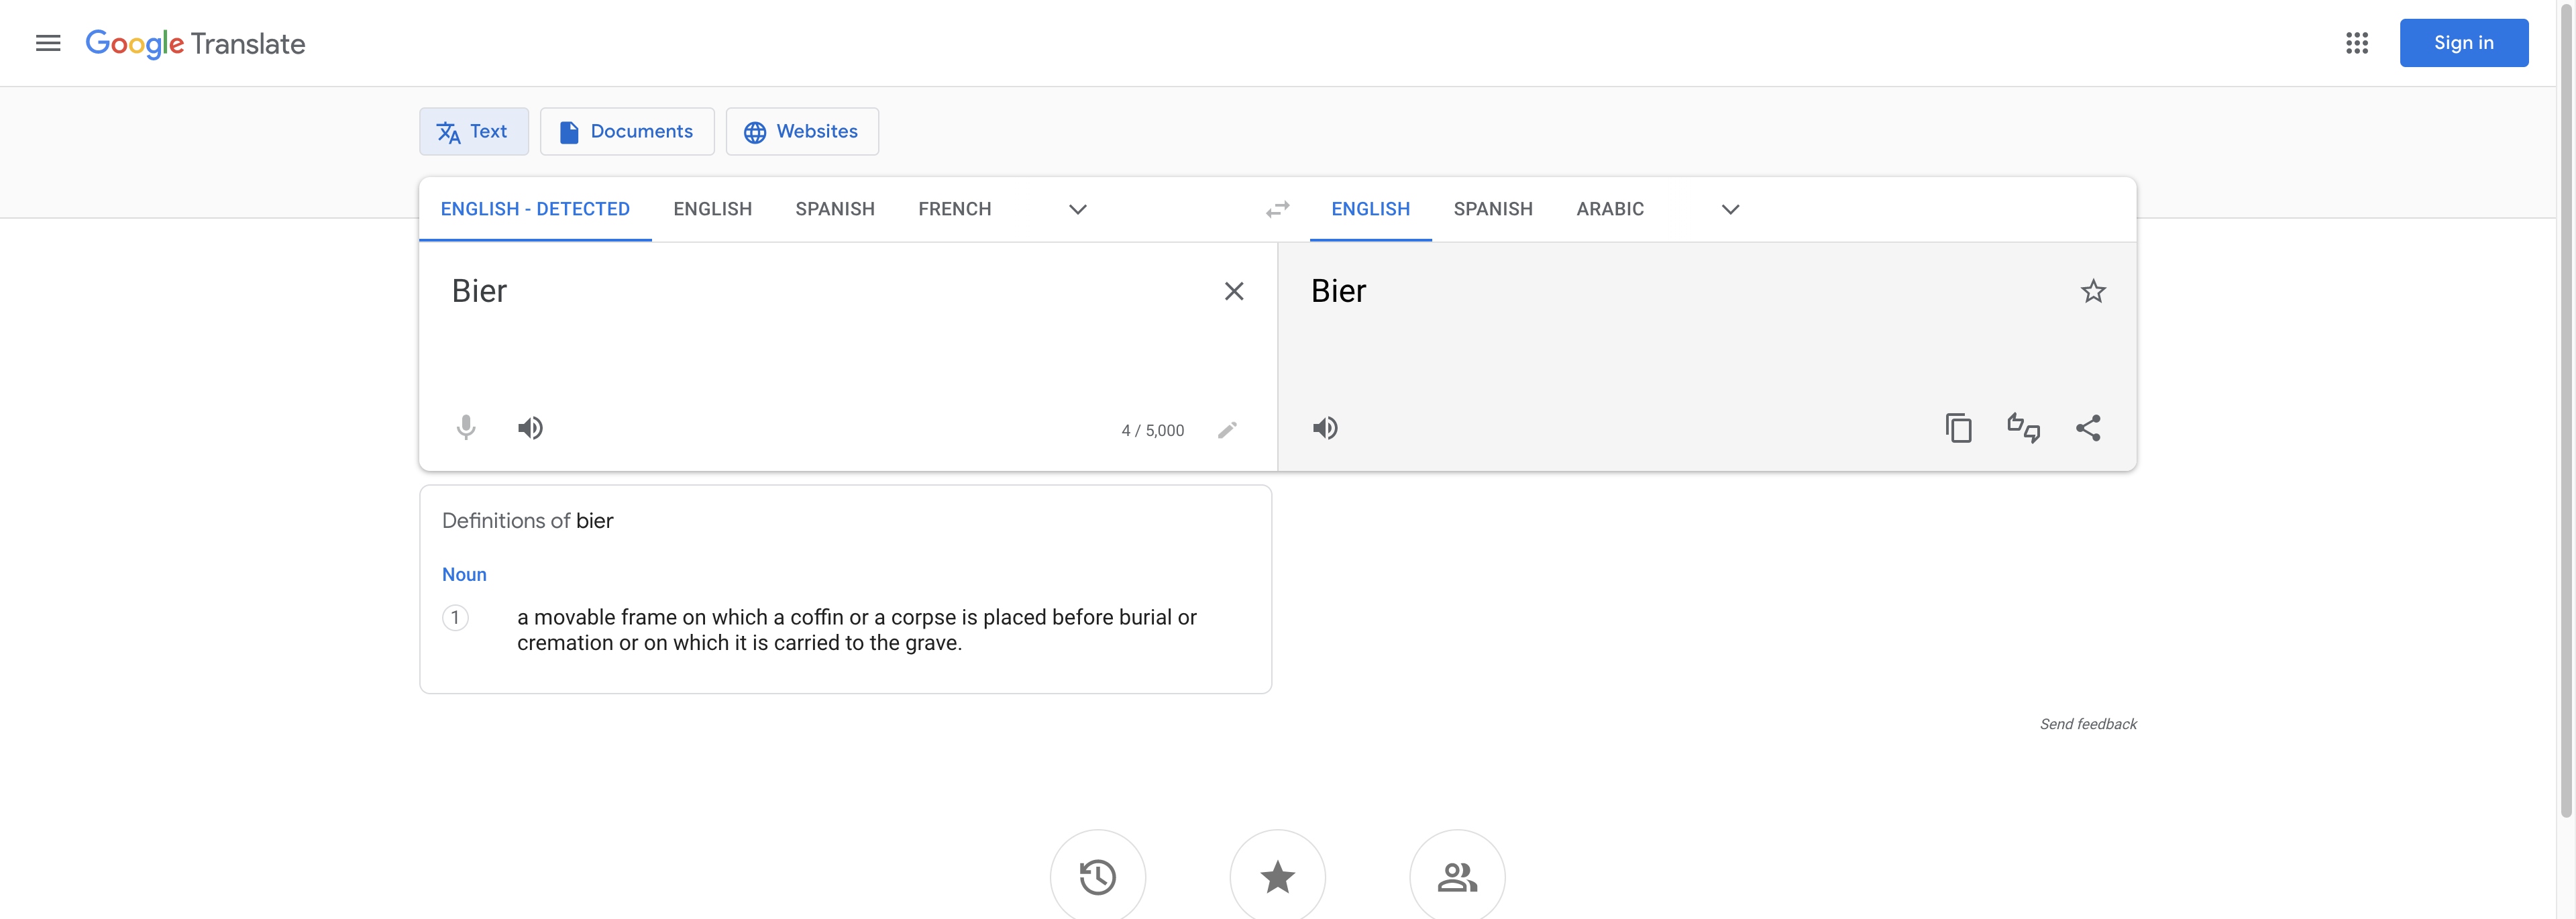 Google Translate
Sign in
Text
Documents
Websites
ENGLISH - DETECTED
ENGLISH
SPANISH
FRENCH
ENGLISH
SPANISH
ARABIC
Bier
4 / 5,000
Bier
Definitions of bier
Noun
1
a movable frame on which a coffin or a corpse is placed before burial or
cremation or on which it is carried to the grave.
Send feedback